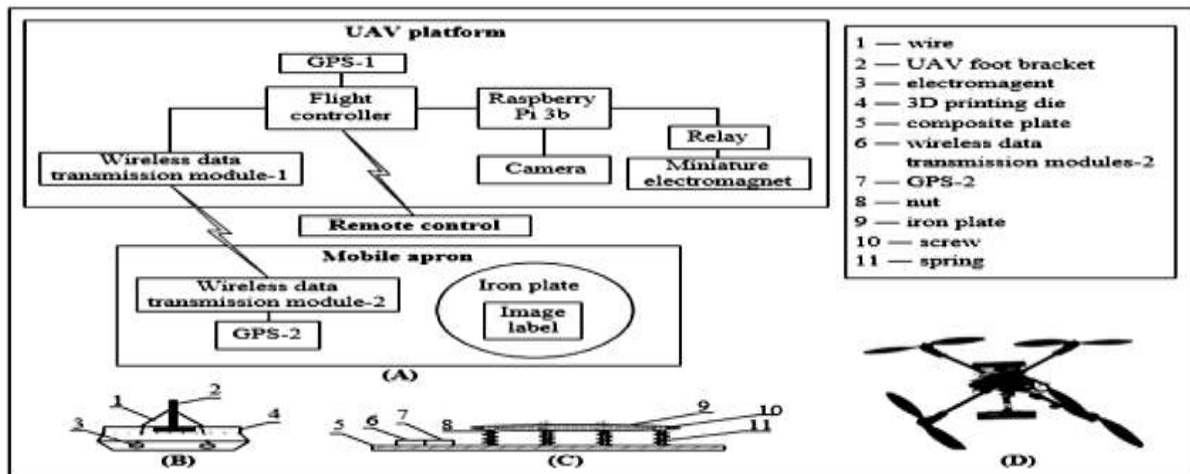 UAV platform
GPS-1
Flight
controller
Raspberry
Pi 3b
Relay
Wireless data
transmission module-1
Camera
Miniature
electromagnet
Remote control
Mobile apron
Wireless data
transmission module-2
GPS-2
Iron plate
Image
label
(A)
1 — wire
2 — UAV foot bracket
3 — electromagent
4 — 3D printing die
5 — composite plate
6 — wireless data
transmission modules-2
7 — GPS-2
8 — nut
9 — iron plate
10 — screw
11 — spring
1
2
3
4
(B)
5
6
7
8
9
10
11
(C)
(D)